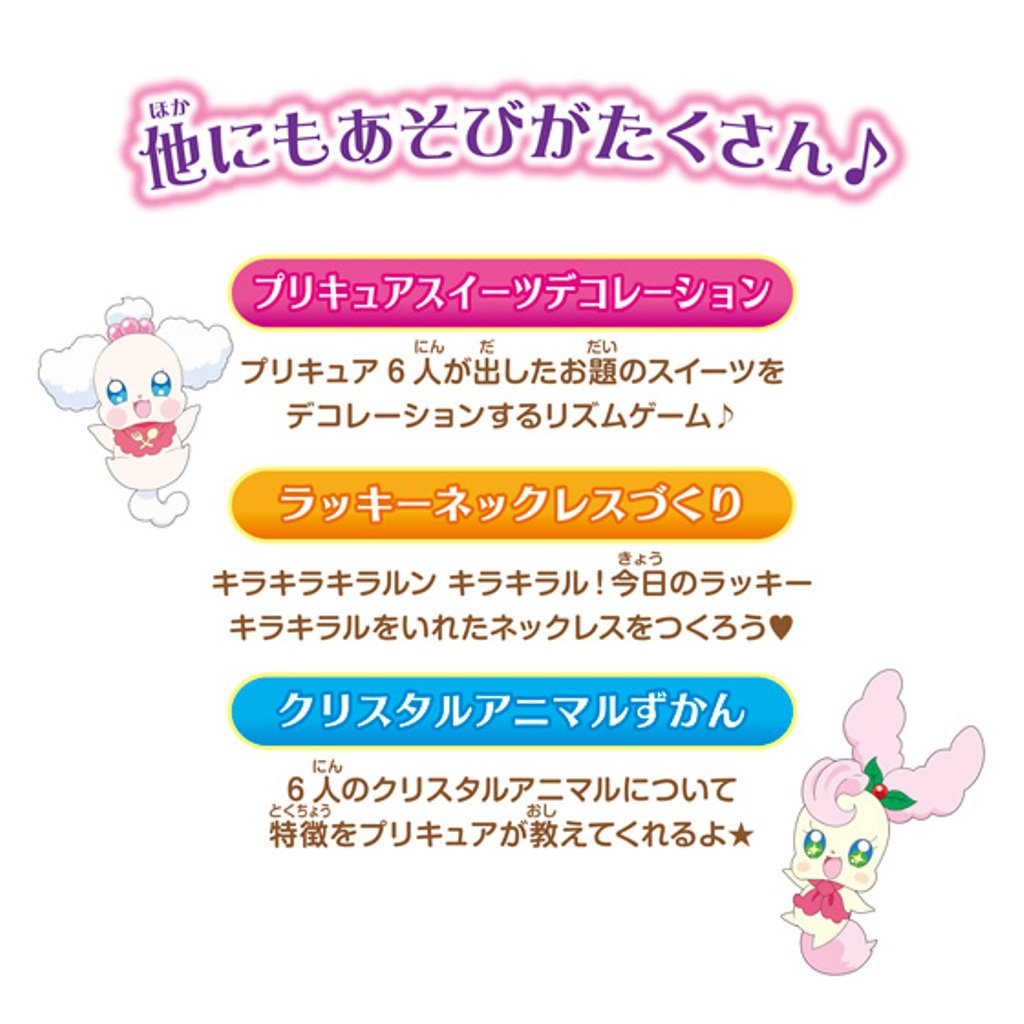 他にもあそびがたくさん♪
プリキュアスイーツデコレーション
プリキュア6人が出したお題のスイーツを
デコレーションするリズムゲーム♪
ラッキーネックレスづくり
キラキラキラルン キラキラル！今日のラッキー
キラキラルをいれたネックレスをつくろう♥
クリスタルアニマルずかん
6人のクリスタルアニマルについて
特徴をプリキュアが教えてくれるよ★